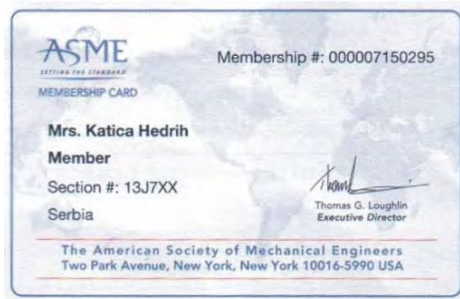 ASME
SETTING THE STANDARD
MEMBERSHIP CARD
Membership #: 000007150295
Mrs. Katica Hedrih
Member
Section #: 13J7XX
Serbia
Thomas G. Loughlin
Executive Director
The American Society of Mechanical Engineers
Two Park Avenue, New York, New York 10016-5990 USA